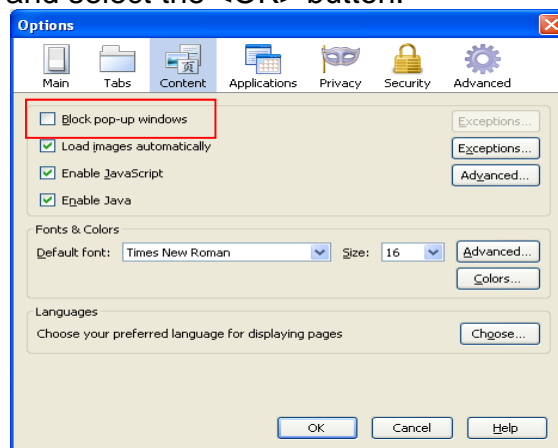 and select the <OK> button.
Options
Main Tabs Content Applications Privacy Security Advanced
页
Block pop-up windows Exceptions...
Load images automatically Exceptions...
Enable JavaScript Advanced...
Enable Java
Fonts & Colors
Default font: Times New Roman Size: 16 Advanced...
Colors...
Languages
Choose your preferred language for displaying pages Choose...
OK Cancel Help